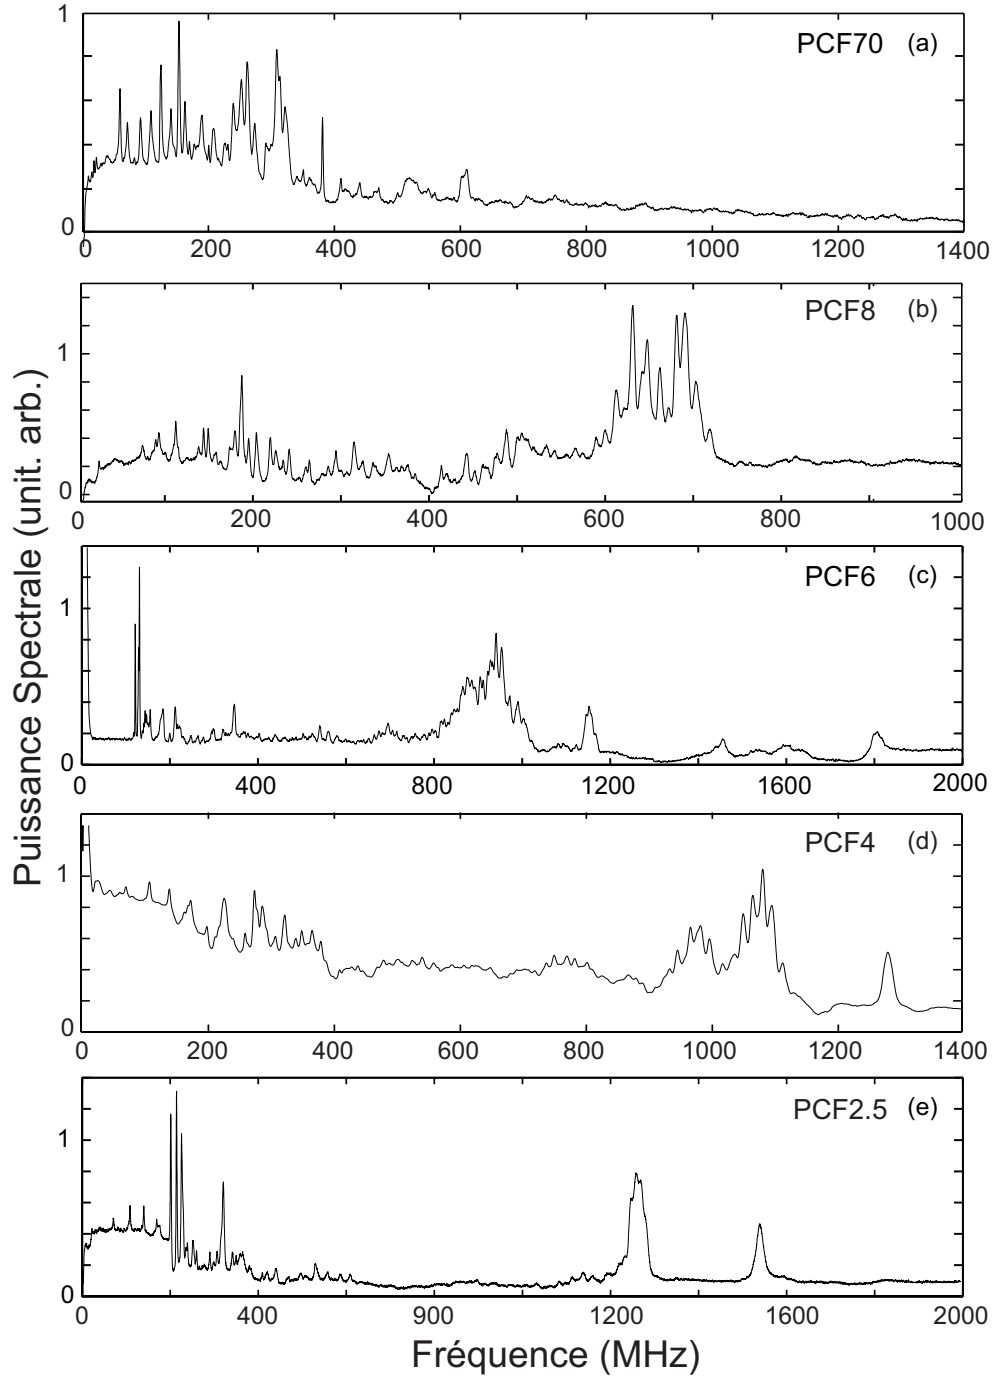 Puissance Spectrale (unit. arb.)
1
PCF70 (a)
0
0 200 400 600 800 1000 1200 1400
PCF8 (b)
1
0
0 200 400 600 800 1000
PCF6 (c)
1
0
0 400 800 1200 1600 2000
PCF4 (d)
1
0
0 200 400 600 800 1000 1200 1400
PCF2.5 (e)
1
0
0 400 900 1200 1600 2000
Fréquence (MHz)